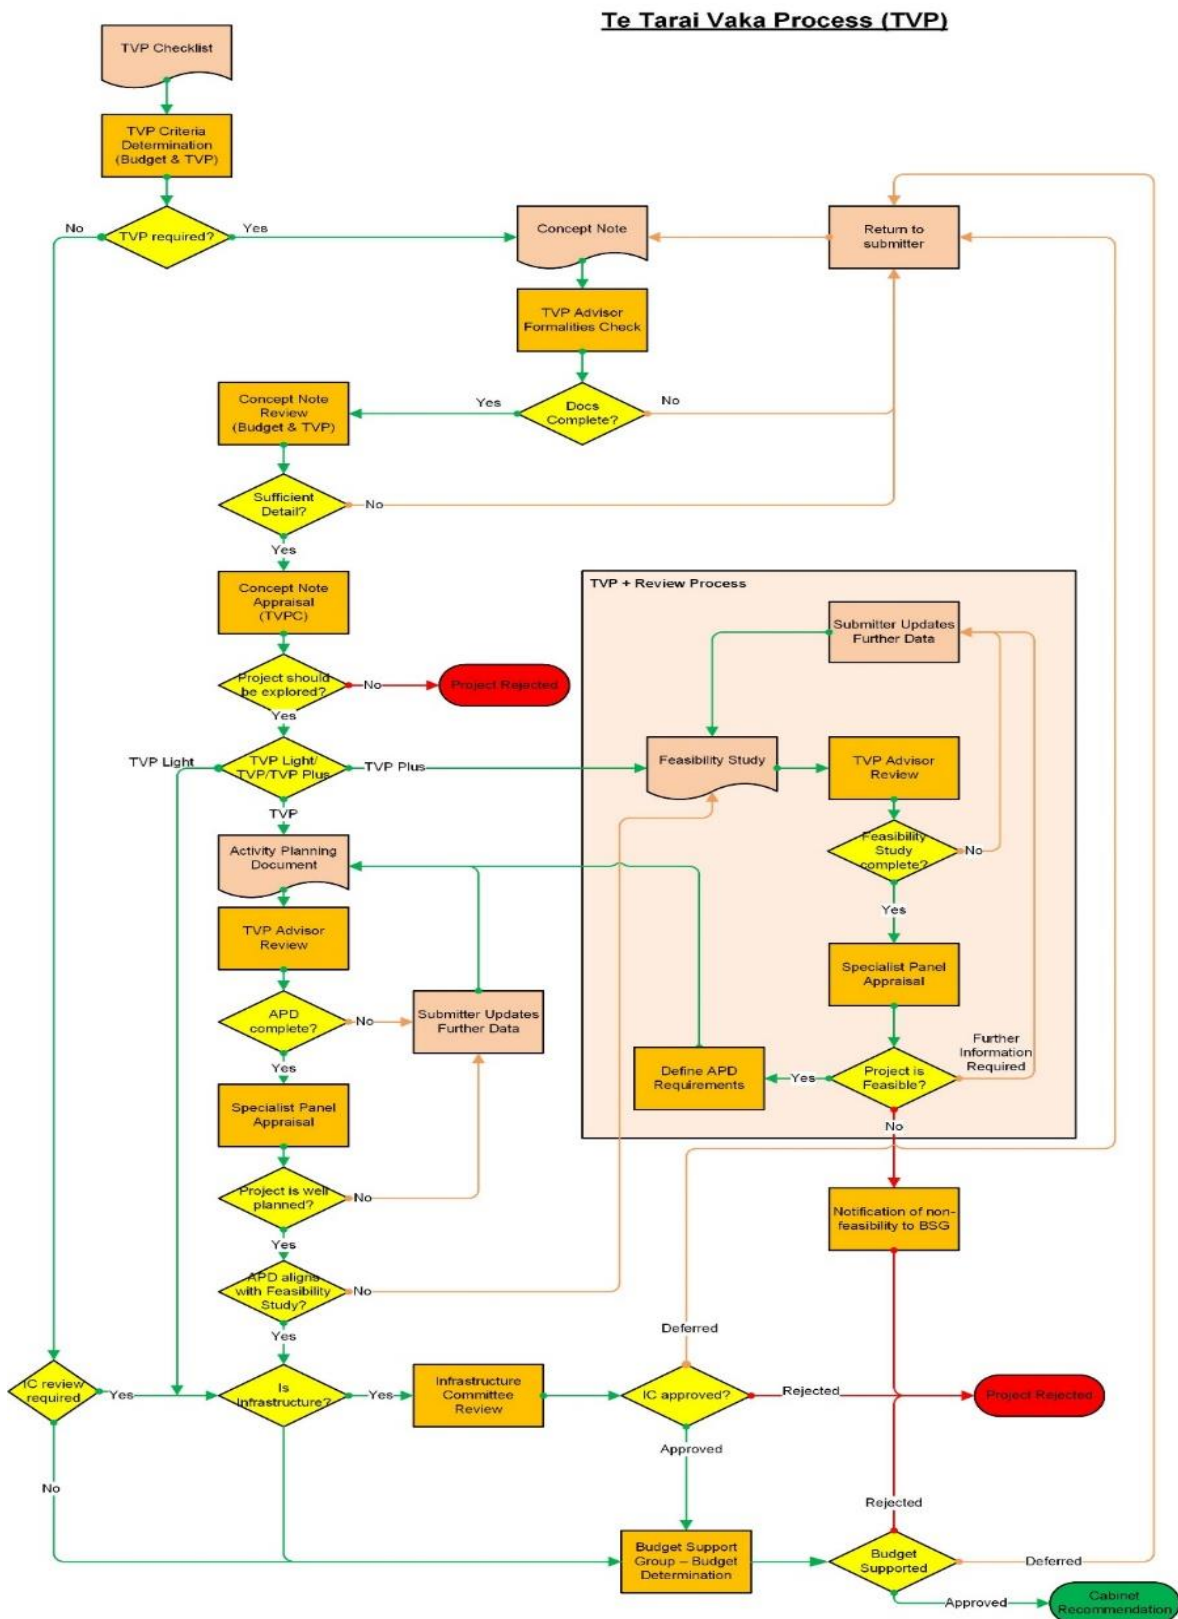 Te Tarai Vaka Process (TVP)
TVP Checklist
TVP Criteria
Determination
(Budget & TVP)
No
TVP required?
Yes
Concept Note
Return to
submitter
TVP Advisor
Formalities Check
Concept Note
Review
(Budget & TVP)
Yes
Docs
Complete?
No
Sufficient
Detail?
No
Yes
Concept Note
Appraisal
(TVPC)
Project should
be explored?
No
Project Rejected
Yes
TVP Light
TVP Light/
TVP/TVP Plus
TVP Plus
TVP
TVP + Review Process
Submitter Updates
Further Data
Feasibility Study
TVP Advisor
Review
Feasibility
Study
complete?
No
Yes
Specialist Panel
Appraisal
Further
Information
Required
Project is
Feasible?
Yes
Define APD
Requirements
No
Activity Planning
Document
TVP Advisor
Review
APD
complete?
No
Submitter Updates
Further Data
Yes
Specialist Panel
Appraisal
Project is well
planned?
No
Yes
Notification of non-
feasibility to BSG
APD aligns
with Feasibility
Study?
No
Yes
Deferred
IC review
required
Yes
Is
Infrastructure?
Yes
Infrastructure
Committee
Review
IC approved?
Rejected
Project Rejected
Approved
No
Rejected
Budget Support
Group – Budget
Determination
Budget
Supported
Deferred
Approved
Cabinet
Recommendation